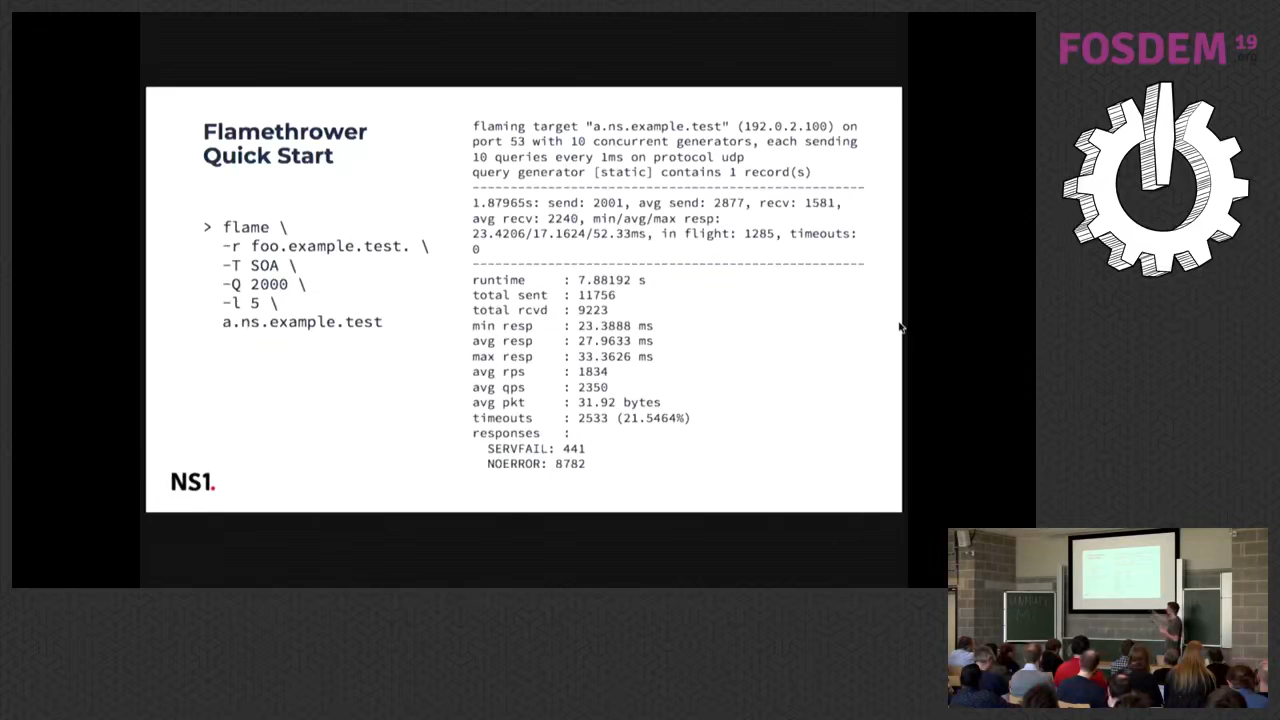 FOSDEM 19
.org
Flamethrower
Quick Start
> flame \
-r foo.example.test. \
-T SOA \
-Q 2000 \
-l 5 \
a.ns.example.test
NS1.
flaming target "a.ns.example.test" (192.0.2.100) on
port 53 with 10 concurrent generators, each sending
10 queries every 1ms on protocol udp
query generator [static] contains 1 record(s)
----------------------------------------------------
1.87965s: send: 2001, avg send: 2877, recv: 1581,
avg recv: 2240, min/avg/max resp:
23.4206/17.1624/52.33ms, in flight: 1285, timeouts:
0
----------------------------------------------------
runtime : 7.88192 s
total sent : 11756
total rcvd : 9223
min resp : 23.3888 ms
avg resp : 27.9633 ms
max resp : 33.3626 ms
avg rps : 1834
avg qps : 2350
avg pkt : 31.92 bytes
timeouts : 2533 (21.5464%)
responses :
SERVFAIL: 441
NOERROR: 8782